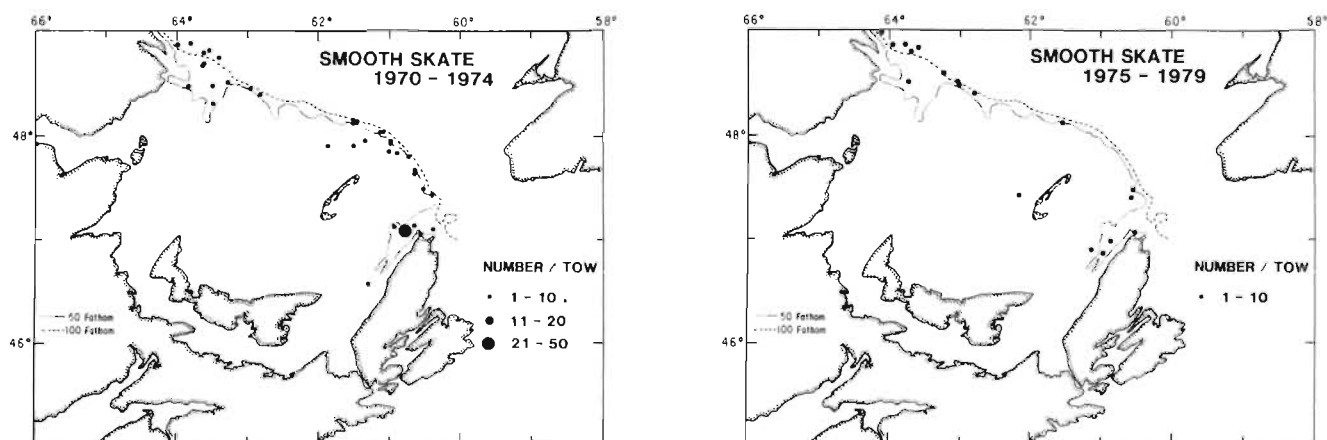 66° 64° 62° 60° 58°
SMOOTH SKATE
1970 - 1974
48°
NUMBER / TOW
1 - 10 .
11 - 20
21 - 50
50 Fathom
100 Fathom
46°
66° 64° 62° 60° 58°
SMOOTH SKATE
1975 - 1979
48°
NUMBER / TOW
1 - 10
50 Fathom
100 Fathom
46°